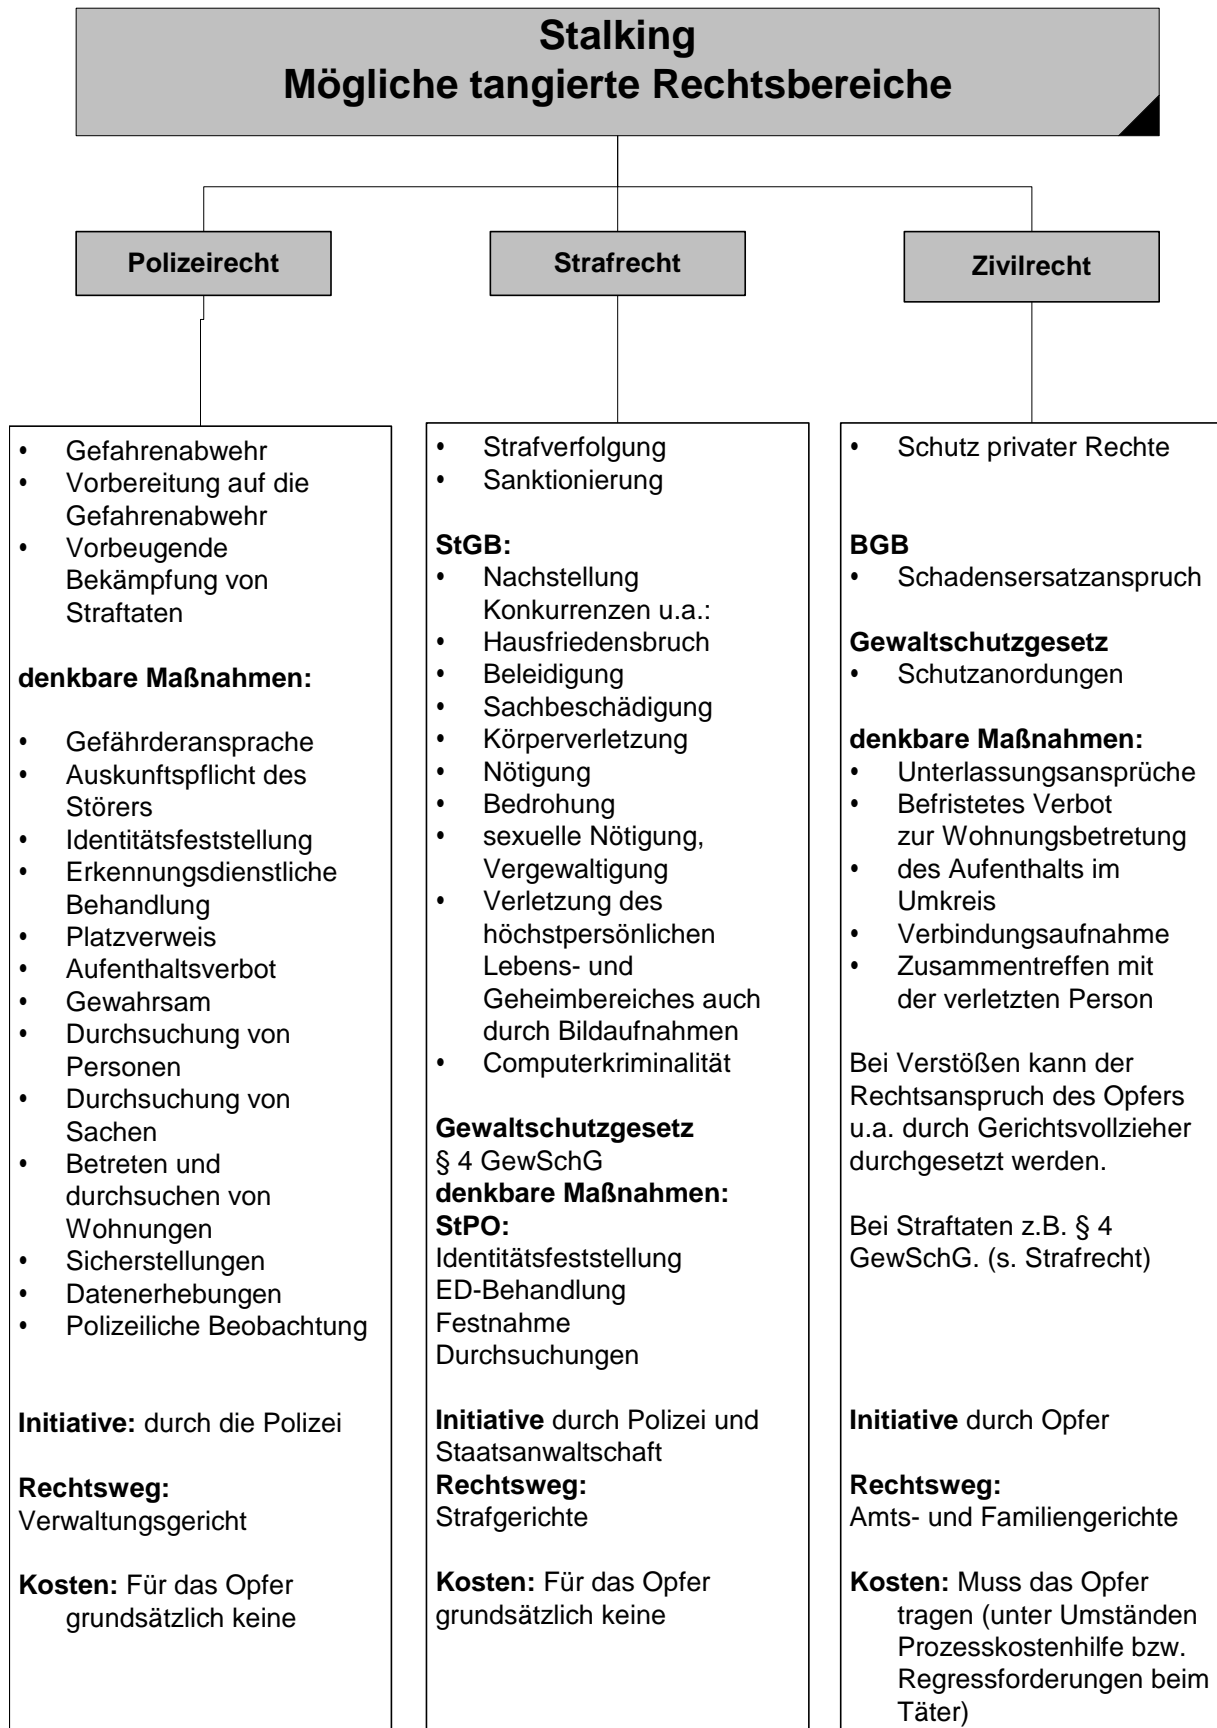 Stalking
Mögliche tangierte Rechtsbereiche
Polizeirecht
Strafrecht
Zivilrecht
• Gefahrenabwehr
• Vorbereitung auf die
Gefahrenabwehr
• Vorbeugende
Bekämpfung von
Straftaten
denkbare Maßnahmen:
• Gefährderansprache
• Auskunftspflicht des
Störers
• Identitätsfeststellung
• Erkennungsdienstliche
Behandlung
• Platzverweis
• Aufenthaltsverbot
• Gewahrsam
• Durchsuchung von
Personen
• Durchsuchung von
Sachen
• Betreten und
durchsuchen von
Wohnungen
• Sicherstellungen
• Datenerhebungen
• Polizeiliche Beobachtung
Initiative: durch die Polizei
Rechtsweg:
Verwaltungsgericht
Kosten: Für das Opfer
grundsätzlich keine
• Strafverfolgung
• Sanktionierung
StGB:
• Nachstellung
Konkurrenzen u.a.:
• Hausfriedensbruch
• Beleidigung
• Sachbeschädigung
• Körperverletzung
• Nötigung
• Bedrohung
• sexuelle Nötigung,
Vergewaltigung
• Verletzung des
höchstpersönlichen
Lebens- und
Geheimbereiches auch
durch Bildaufnahmen
• Computerkriminalität
Gewaltschutzgesetz
§ 4 GewSchG
denkbare Maßnahmen:
StPO:
Identitätsfeststellung
ED-Behandlung
Festnahme
Durchsuchungen
Initiative durch Polizei und
Staatsanwaltschaft
Rechtsweg:
Strafgerichte
Kosten: Für das Opfer
grundsätzlich keine
• Schutz privater Rechte
BGB
• Schadensersatzanspruch
Gewaltschutzgesetz
• Schutzanordungen
denkbare Maßnahmen:
• Unterlassungsansprüche
• Befristetes Verbot
zur Wohnungsbetretung
• des Aufenthalts im
Umkreis
• Verbindungsaufnahme
• Zusammentreffen mit
der verletzten Person
Bei Verstößen kann der
Rechtsanspruch des Opfers
u.a. durch Gerichtsvollzieher
durchgesetzt werden.
Bei Straftaten z.B. § 4
GewSchG. (s. Strafrecht)
Initiative durch Opfer
Rechtsweg:
Amts- und Familiengerichte
Kosten: Muss das Opfer
tragen (unter Umständen
Prozesskostenhilfe bzw.
Regressforderungen beim
Täter)